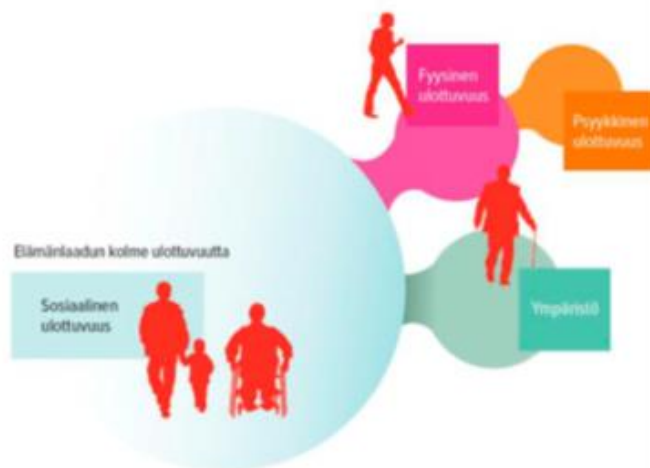 Fyysinen
ulottuvuus
Psyykkinen
ulottuvuus
Elämänlaadun kolme ulottuvuutta
Sosiaalinen
ulottuvuus
Ympäristö